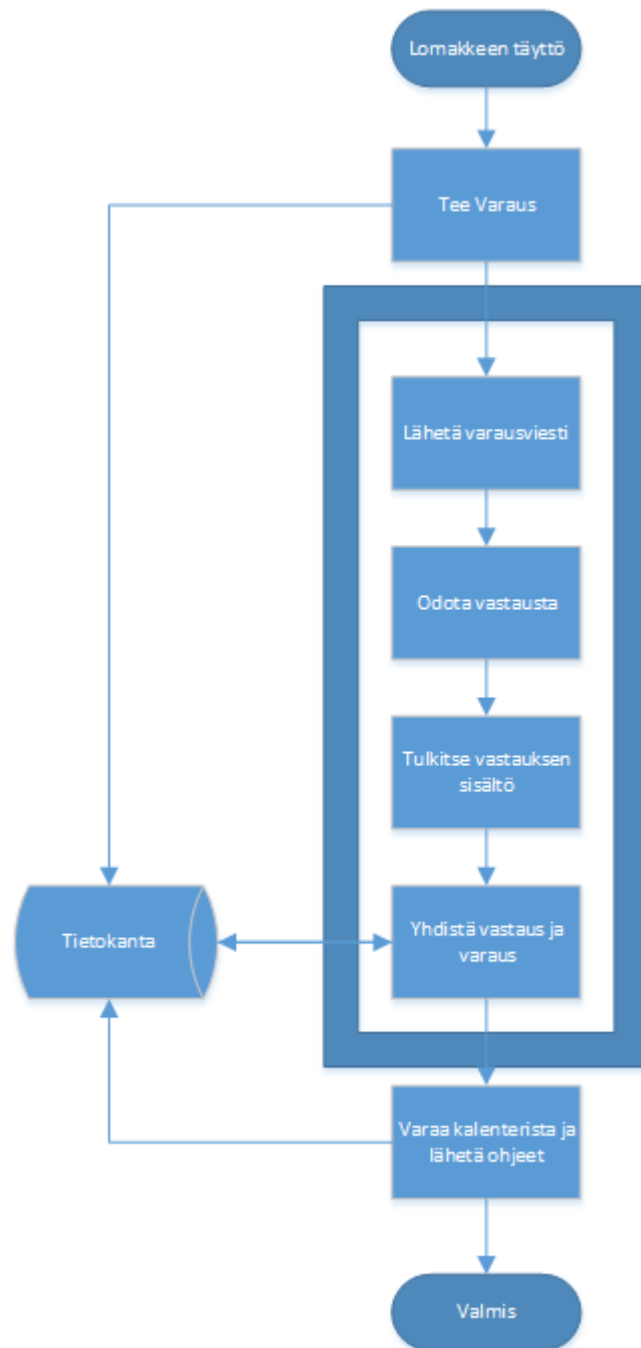 Lomakkeen täyttö
Tee Varaus
Lähetä varausviesti
Odota vastausta
Tulkitse vastauksen
sisältö
Tietokanta
Yhdistä vastaus ja
varaus
Varaa kalenterista ja
lähetä ohjeet
Valmis